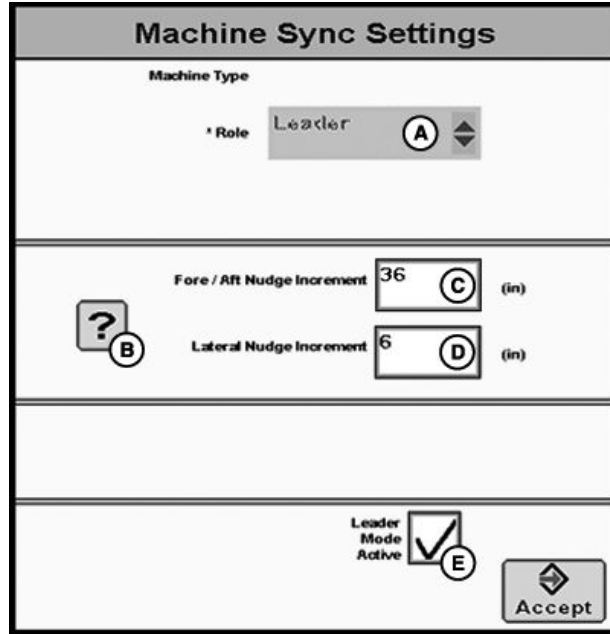 Machine Sync Settings
Machine Type
* Role
Leader
A
Fore / Aft Nudge Increment
36
C
(in)
?
B
Lateral Nudge Increment
6
D
(in)
Leader
Mode
Active
E
Accept